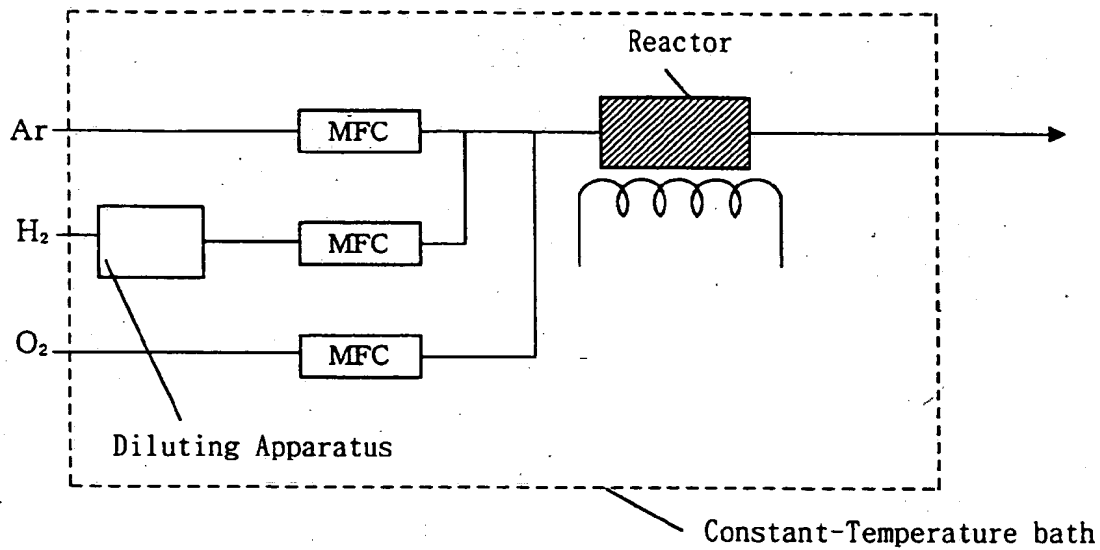 Reactor
Ar
MFC
H₂
MFC
O₂
MFC
Diluting Apparatus
Constant-Temperature bath